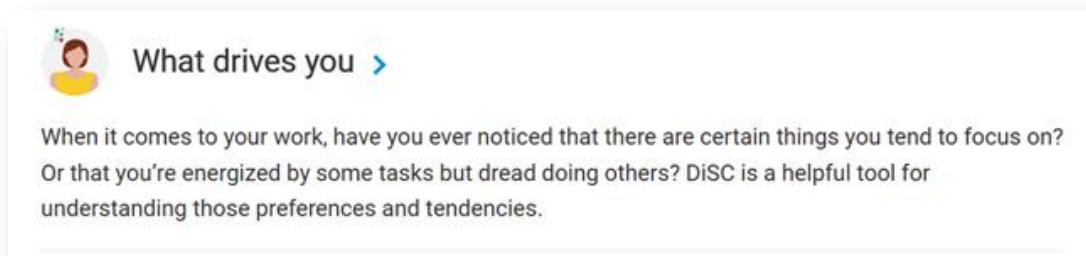 What drives you
When it comes to your work, have you ever noticed that there are certain things you tend to focus on?
Or that you're energized by some tasks but dread doing others? DiSC is a helpful tool for
understanding those preferences and tendencies.